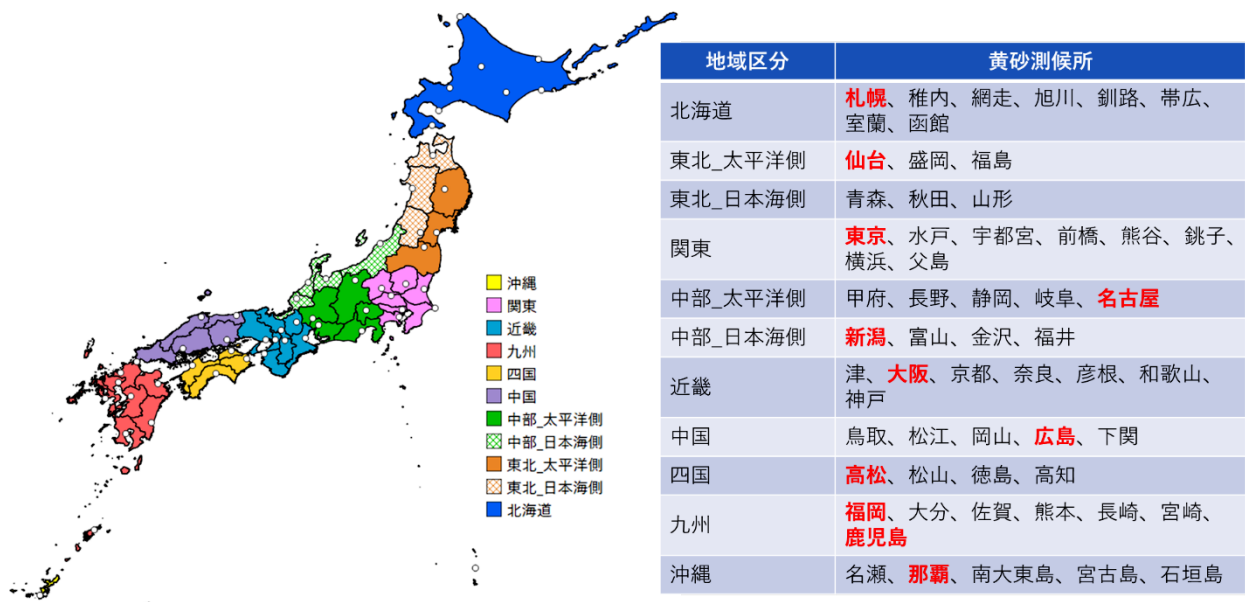 沖縄
関東
近畿
九州
四国
中国
中部_太平洋側
中部_日本海側
東北_太平洋側
東北_日本海側
北海道
地域区分 黄砂測候所
北海道 札幌、稚内、網走、旭川、釧路、帯広、
室蘭、函館
東北_太平洋側 仙台、盛岡、福島
東北_日本海側 青森、秋田、山形
関東 東京、水戸、宇都宮、前橋、熊谷、銚子、
横浜、父島
中部_太平洋側 甲府、長野、静岡、岐阜、名古屋
中部_日本海側 新潟、富山、金沢、福井
近畿 津、大阪、京都、奈良、彦根、和歌山、
神戸
中国 鳥取、松江、岡山、広島、下関
四国 高松、松山、徳島、高知
九州 福岡、大分、佐賀、熊本、長崎、宮崎、
鹿児島
沖縄 名瀬、那覇、南大東島、宮古島、石垣島